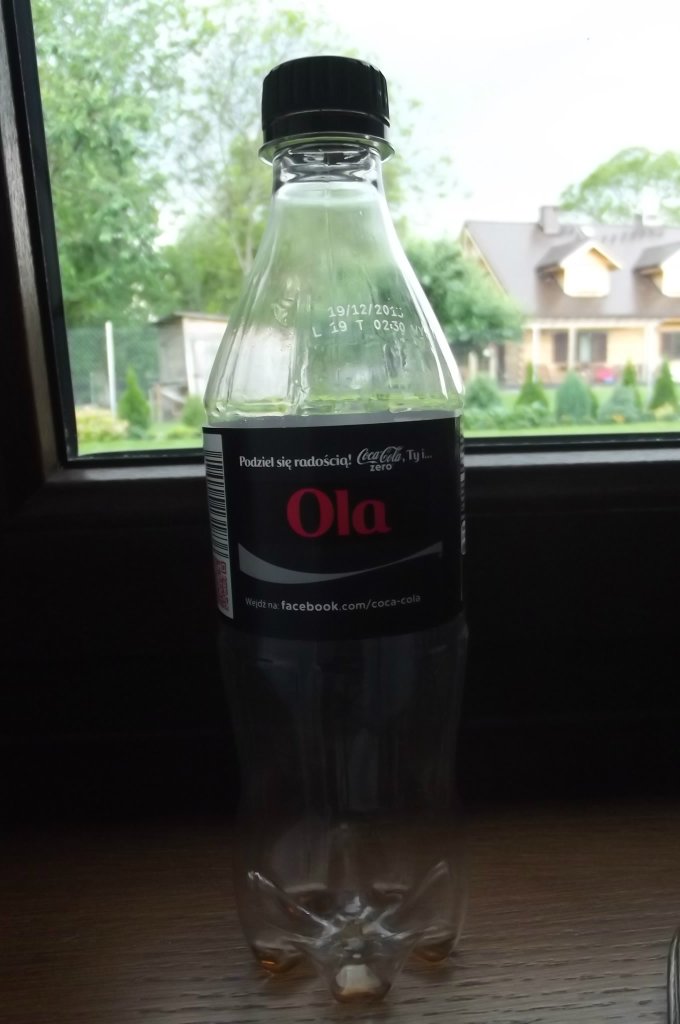 19/12/2013
L 19 T 02:30
Podziel się radością! Coca-Cola zero, Ty i...
Ola
Wejdź na: facebook.com/coca-cola